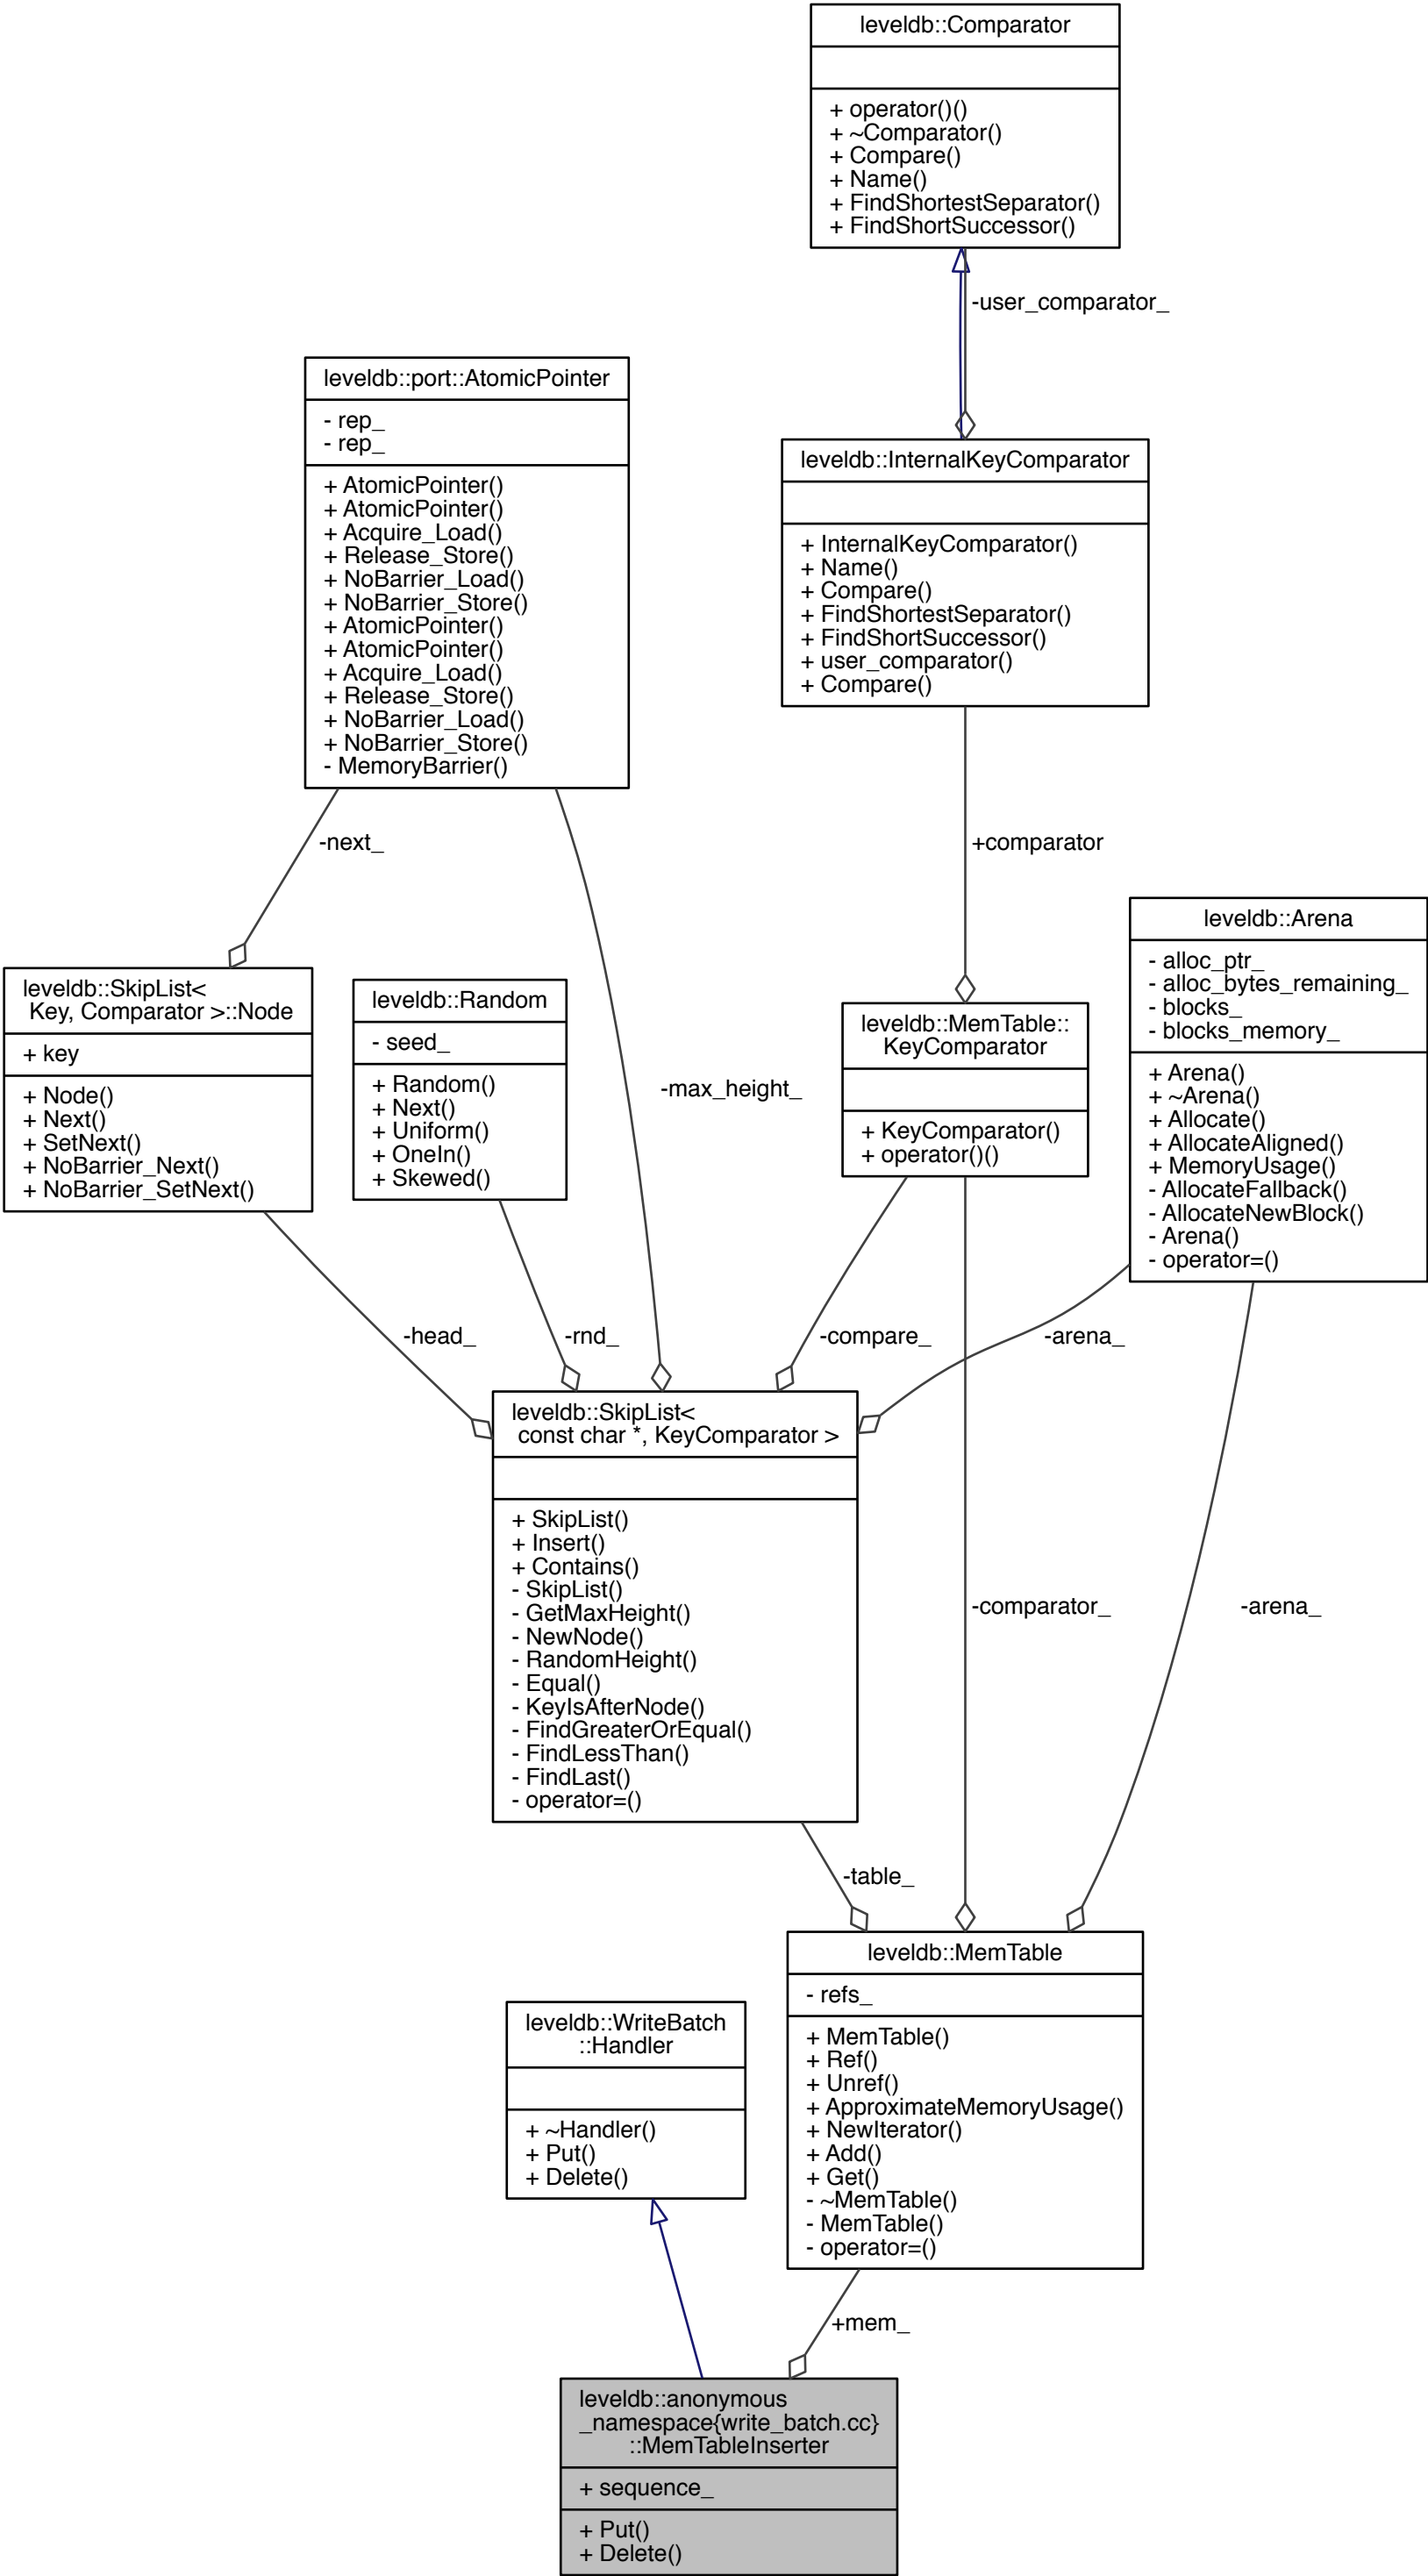 leveldb::Comparator
+ operator()()
+ ~Comparator()
+ Compare()
+ Name()
+ FindShortestSeparator()
+ FindShortSuccessor()
-user_comparator_
leveldb::port::AtomicPointer
- rep_
- rep_
+ AtomicPointer()
+ AtomicPointer()
+ Acquire_Load()
+ Release_Store()
+ NoBarrier_Load()
+ NoBarrier_Store()
+ AtomicPointer()
+ AtomicPointer()
+ Acquire_Load()
+ Release_Store()
+ NoBarrier_Load()
+ NoBarrier_Store()
- MemoryBarrier()
leveldb::InternalKeyComparator
+ InternalKeyComparator()
+ Name()
+ Compare()
+ FindShortestSeparator()
+ FindShortSuccessor()
+ user_comparator()
+ Compare()
-next_
+comparator
leveldb::SkipList<
Key, Comparator >::Node
+ key
+ Node()
+ Next()
+ SetNext()
+ NoBarrier_Next()
+ NoBarrier_SetNext()
leveldb::Random
- seed_
+ Random()
+ Next()
+ Uniform()
+ OneIn()
+ Skewed()
-max_height_
leveldb::MemTable::
KeyComparator
+ KeyComparator()
+ operator()()
leveldb::Arena
- alloc_ptr_
- alloc_bytes_remaining_
- blocks_
- blocks_memory_
+ Arena()
+ ~Arena()
+ Allocate()
+ AllocateAligned()
+ MemoryUsage()
- AllocateFallback()
- AllocateNewBlock()
- Arena()
- operator=()
-head_
-rnd_
-compare_
-arena_
leveldb::SkipList<
const char *, KeyComparator >
+ SkipList()
+ Insert()
+ Contains()
- SkipList()
- GetMaxHeight()
- NewNode()
- RandomHeight()
- Equal()
- KeyIsAfterNode()
- FindGreaterOrEqual()
- FindLessThan()
- FindLast()
- operator=()
-comparator_
-arena_
-table_
leveldb::MemTable
- refs_
+ MemTable()
+ Ref()
+ Unref()
+ ApproximateMemoryUsage()
+ NewIterator()
+ Add()
+ Get()
- ~MemTable()
- MemTable()
- operator=()
leveldb::WriteBatch
::Handler
+ ~Handler()
+ Put()
+ Delete()
+mem_
leveldb::anonymous
_namespace{write_batch.cc}
::MemTableInserter
+ sequence_
+ Put()
+ Delete()